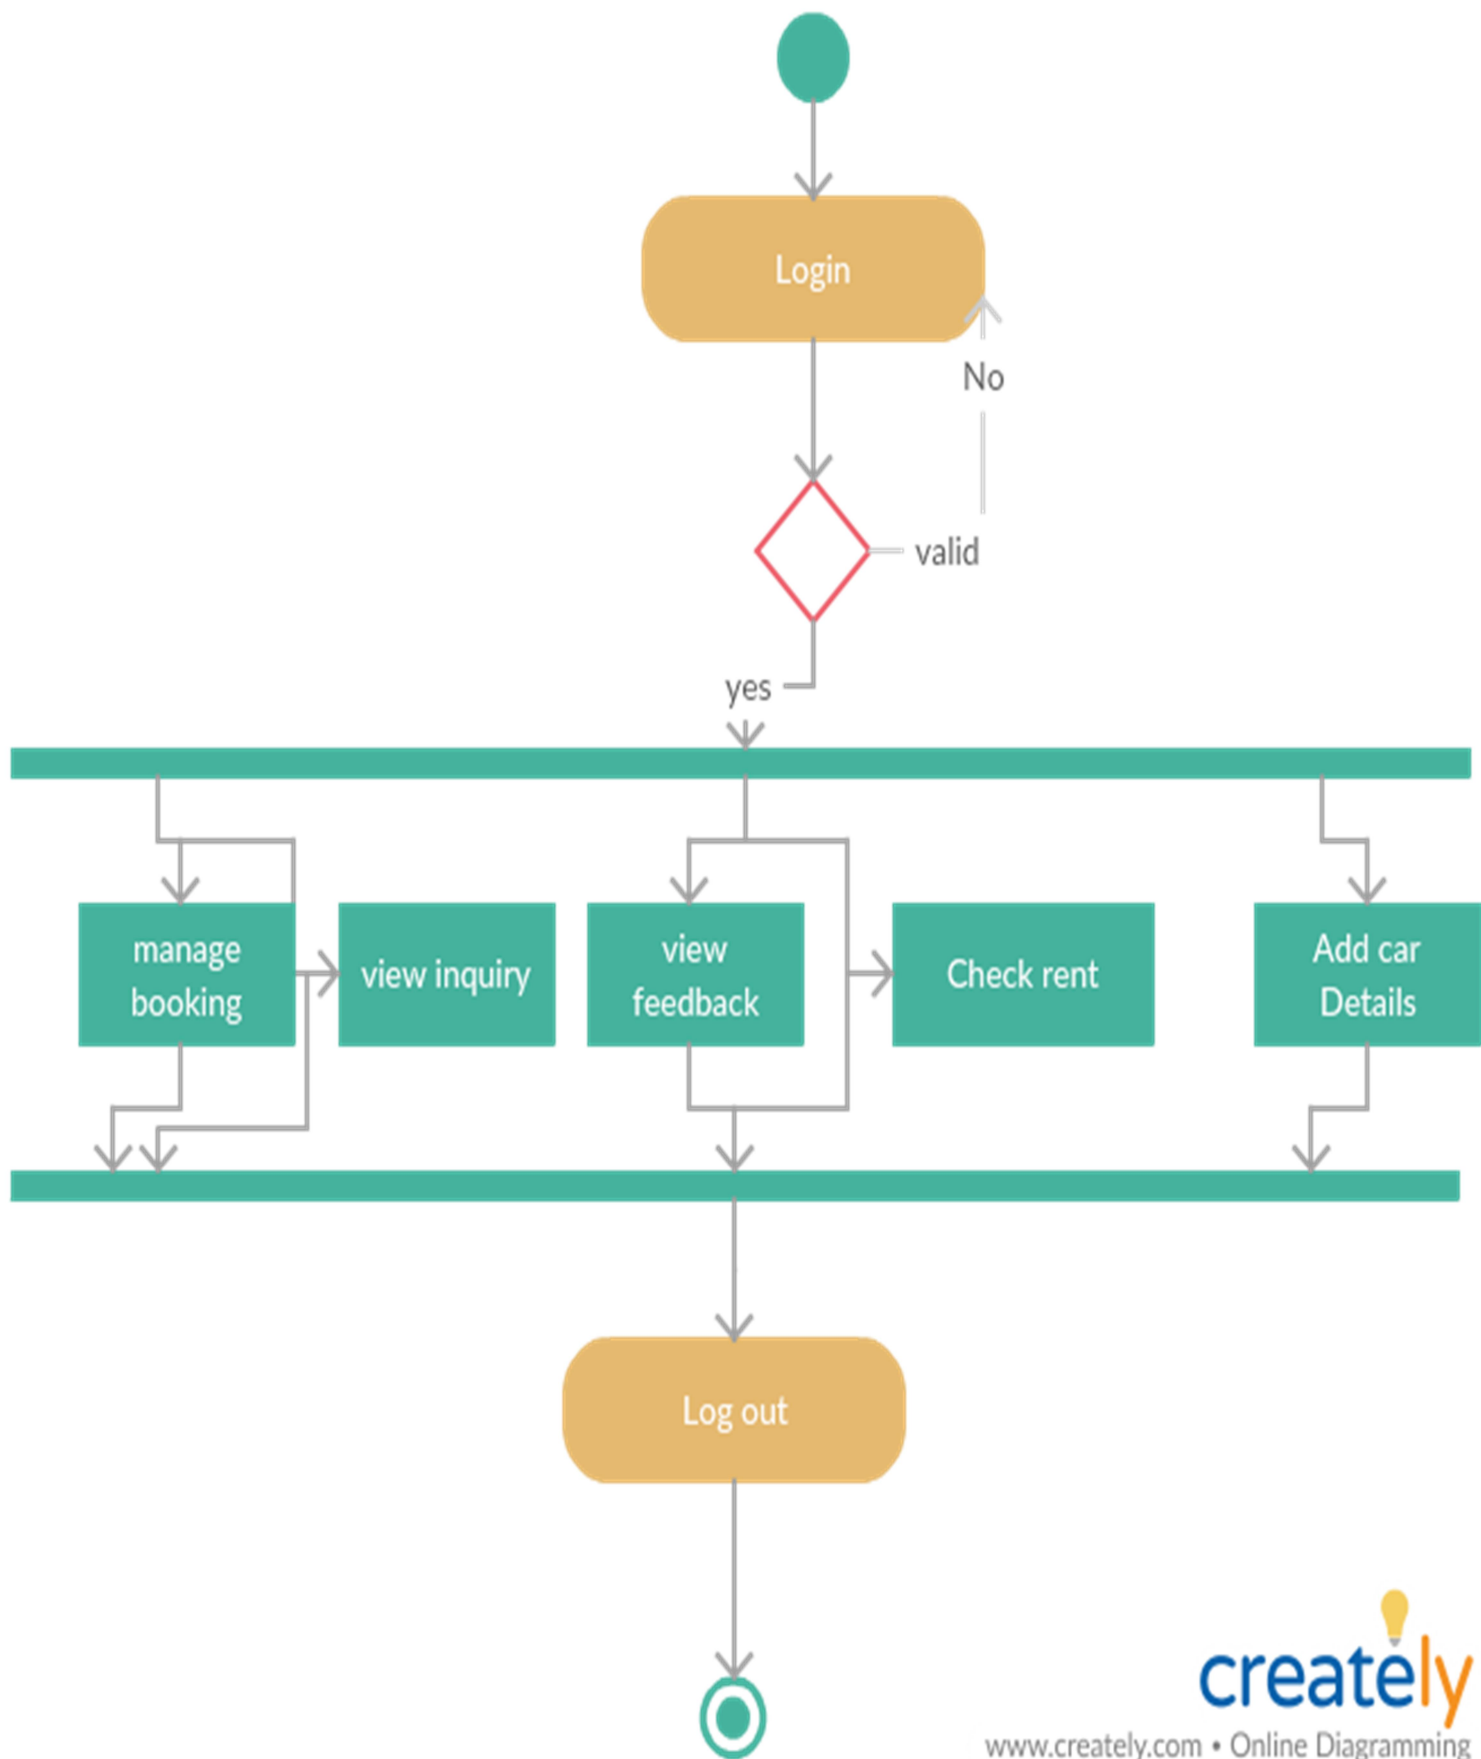 Login
No
valid
yes
manage
booking
view inquiry
view
feedback
Check rent
Add car
Details
Log out
creately
www.creately.com • Online Diagramming